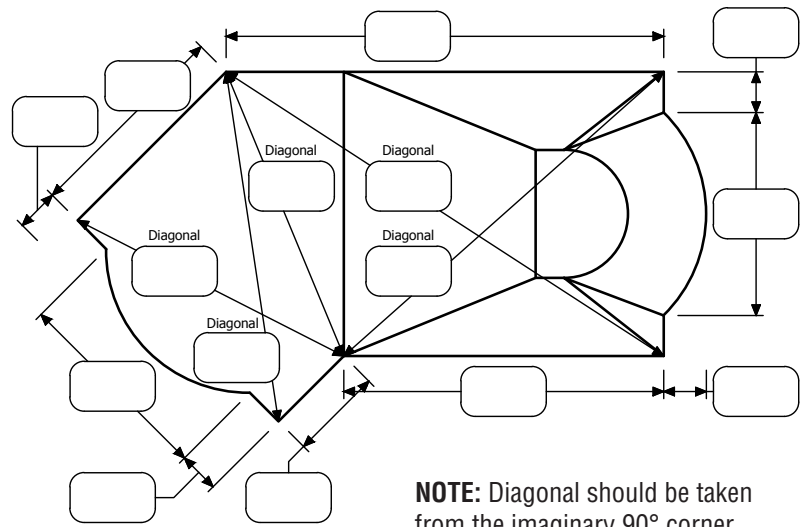 Diagonal
Diagonal
Diagonal
Diagonal
Diagonal
NOTE: Diagonal should be taken
from the imaginary 90° corner